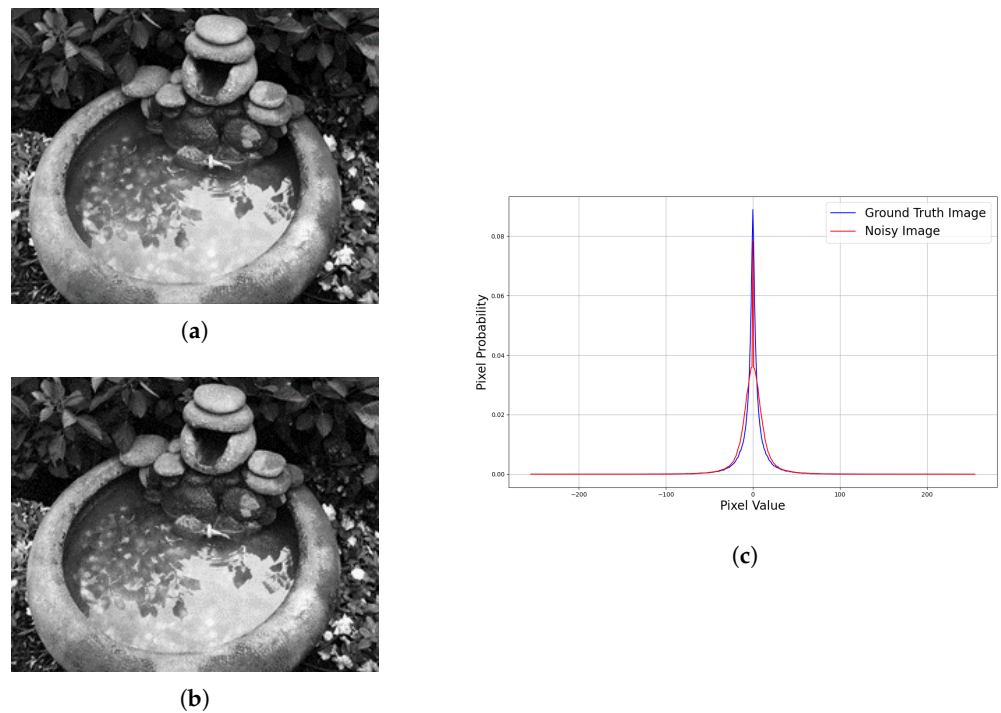 (a)
(b)
Ground Truth Image
Noisy Image
Pixel Probability
0.08
0.06
0.04
0.02
0.00
−200
−100
0
100
200
Pixel Value
(c)